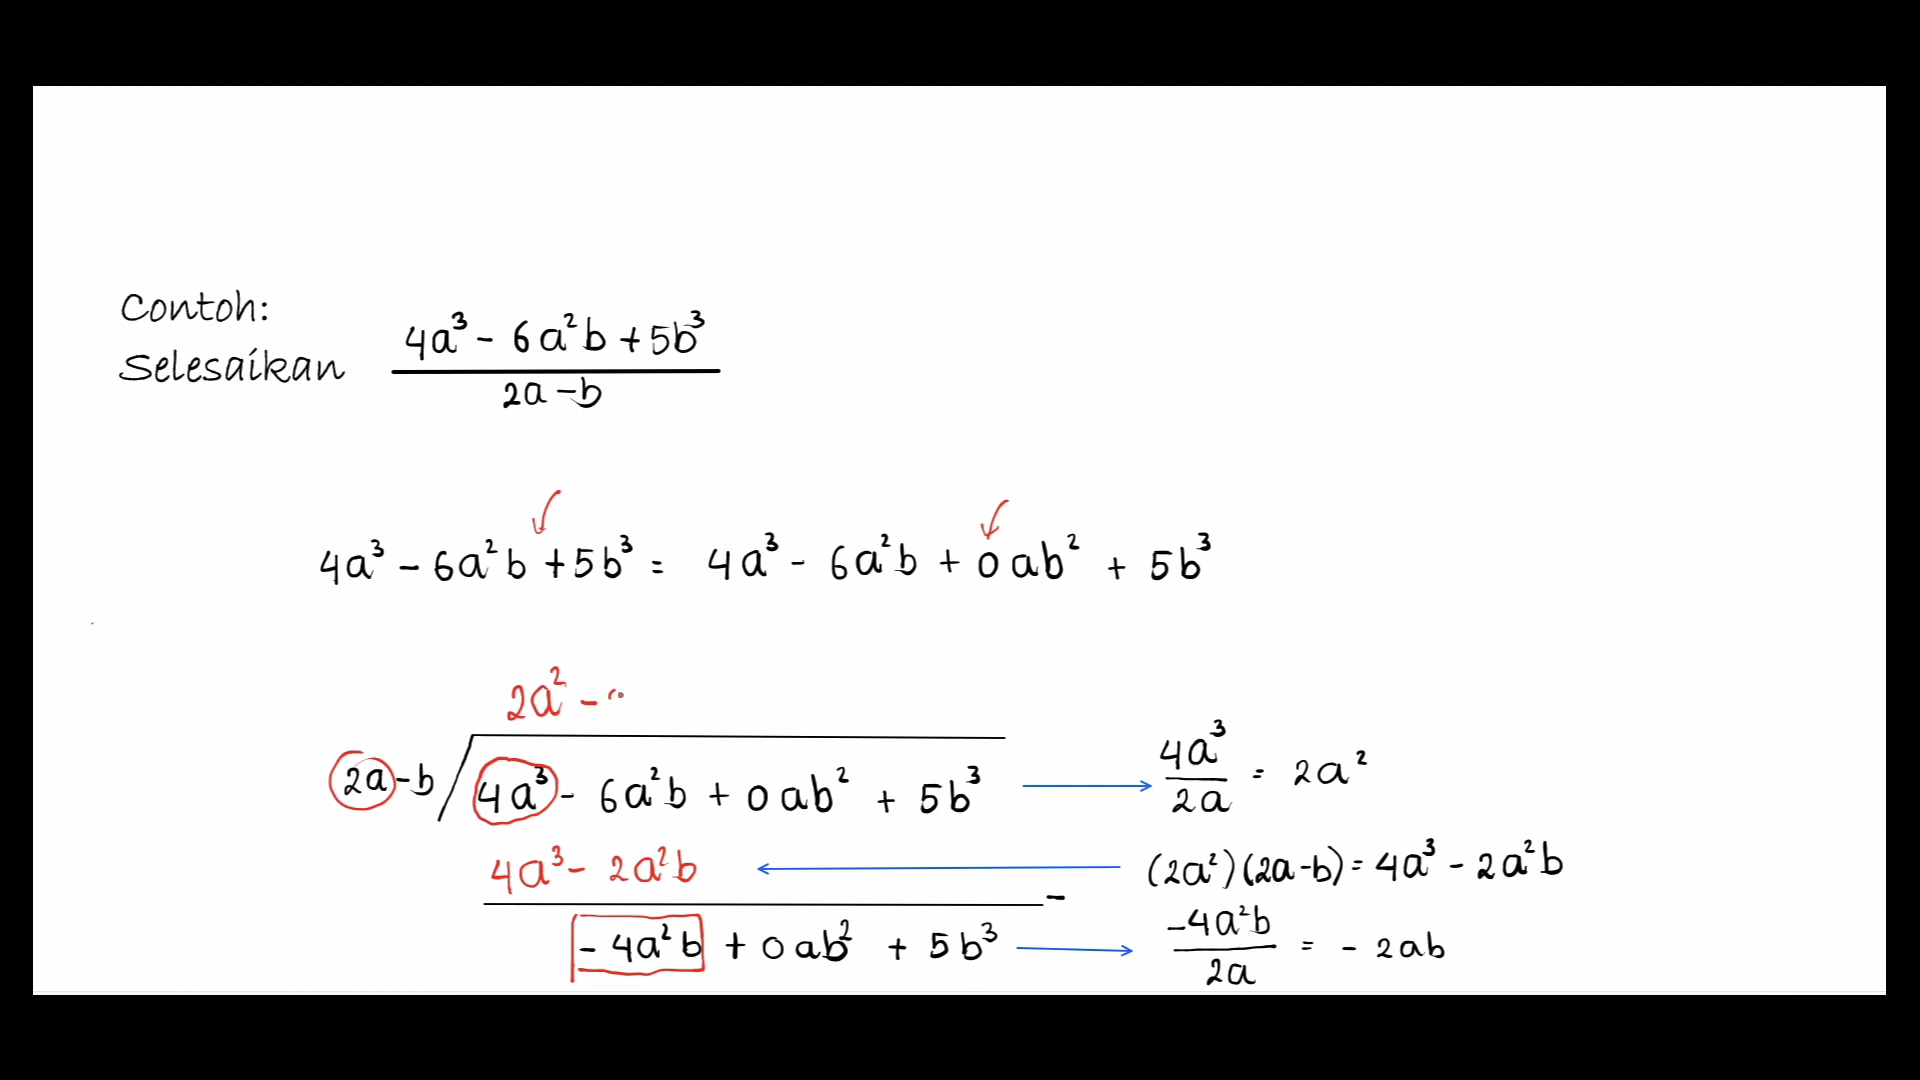 Contoh:
Selesaikan (4a³ - 6a²b + 5b³)/(2a - b)
4a³ - 6a²b + 5b³ = 4a³ - 6a²b + 0ab² + 5b³
2a² -
2a - b / 4a³ - 6a²b + 0ab² + 5b³ → 4a³/2a = 2a²
4a³ - 2a²b ← (2a²)(2a - b) = 4a³ - 2a²b
-
- 4a²b + 0ab² + 5b³ → -4a²b/2a = - 2ab